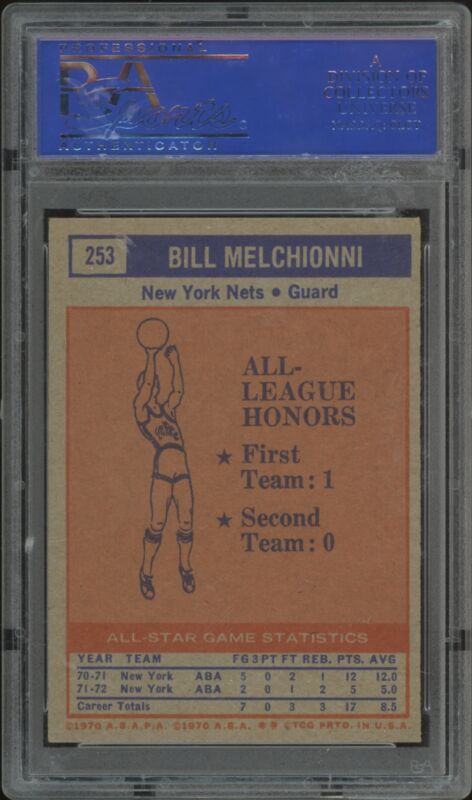 PROFESSIONAL
PSA
AUTHENTICATOR
A
DIVISION OF
COLLECTORS
UNIVERSE
253 BILL MELCHIONNI
New York Nets • Guard
ALL-
LEAGUE
HONORS
★ First
Team: 1
★ Second
Team: 0
ALL-STAR GAME STATISTICS
YEAR TEAM FG 3PT FT REB. PTS. AVG
70-71 New York ABA 5 0 2 1 12 12.0
71-72 New York ABA 2 0 1 2 5 5.0
Career Totals 7 0 3 3 17 8.5
©1970 A.B.A.P.A. ©1970 A.B.A. ® © TCG PRTD. IN U.S.A.
PSA